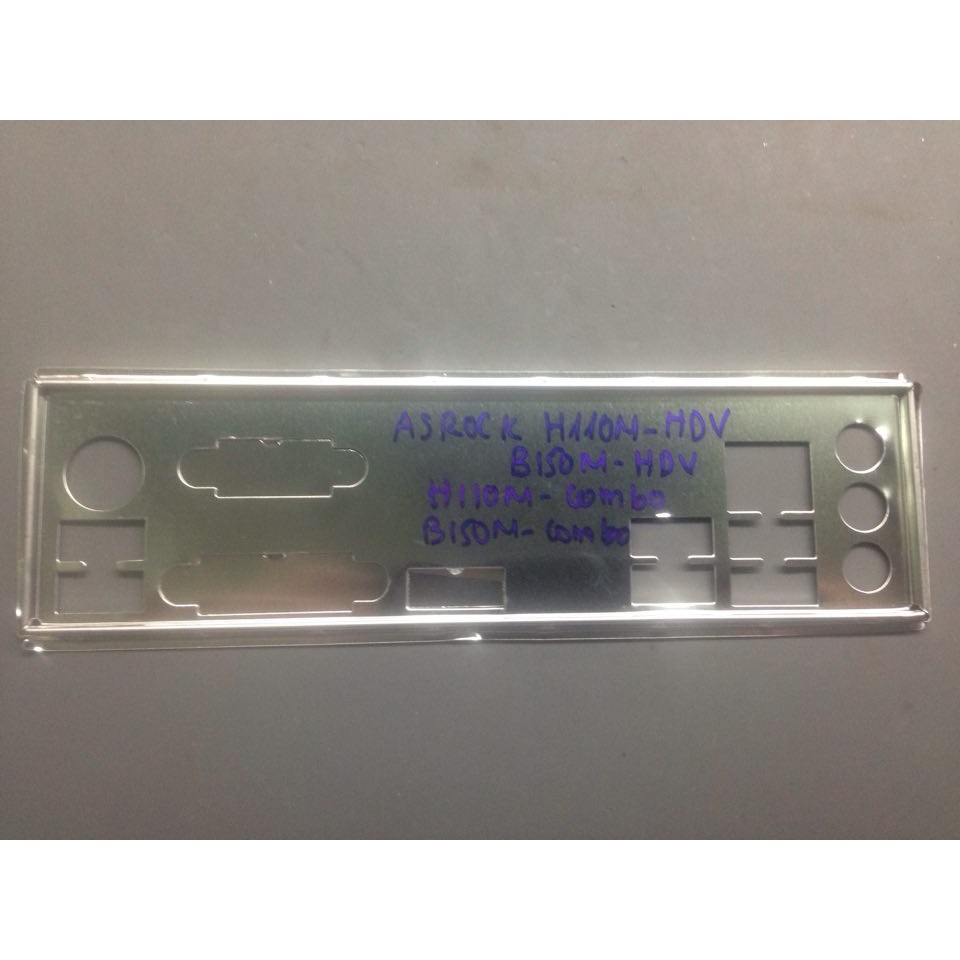 ASROCK H110M-HDV
B150M-HDV
H110M-Combo
B150M-Combo